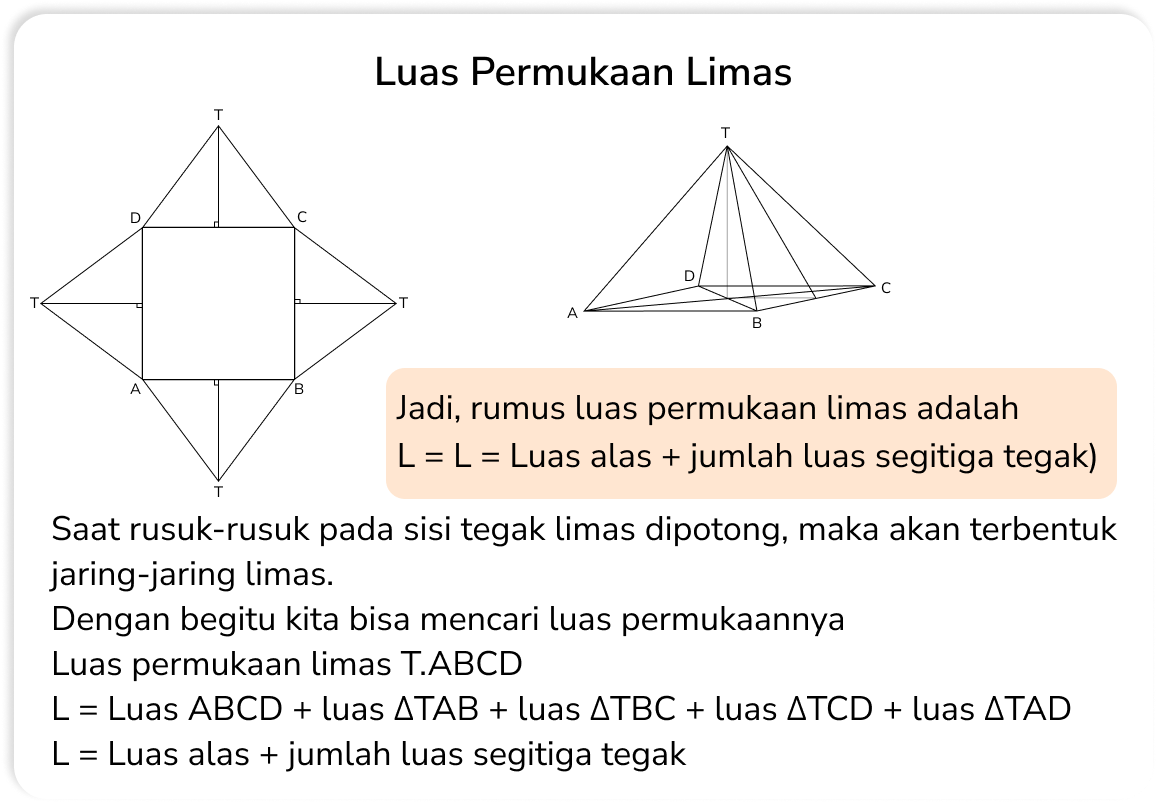 Luas Permukaan Limas
T
D
C
T
T
A
B
T
T
D
C
A
B
Jadi, rumus luas permukaan limas adalah
L = L = Luas alas + jumlah luas segitiga tegak)
Saat rusuk-rusuk pada sisi tegak limas dipotong, maka akan terbentuk
jaring-jaring limas.
Dengan begitu kita bisa mencari luas permukaannya
Luas permukaan limas T.ABCD
L = Luas ABCD + luas ΔTAB + luas ΔTBC + luas ΔTCD + luas ΔTAD
L = Luas alas + jumlah luas segitiga tegak